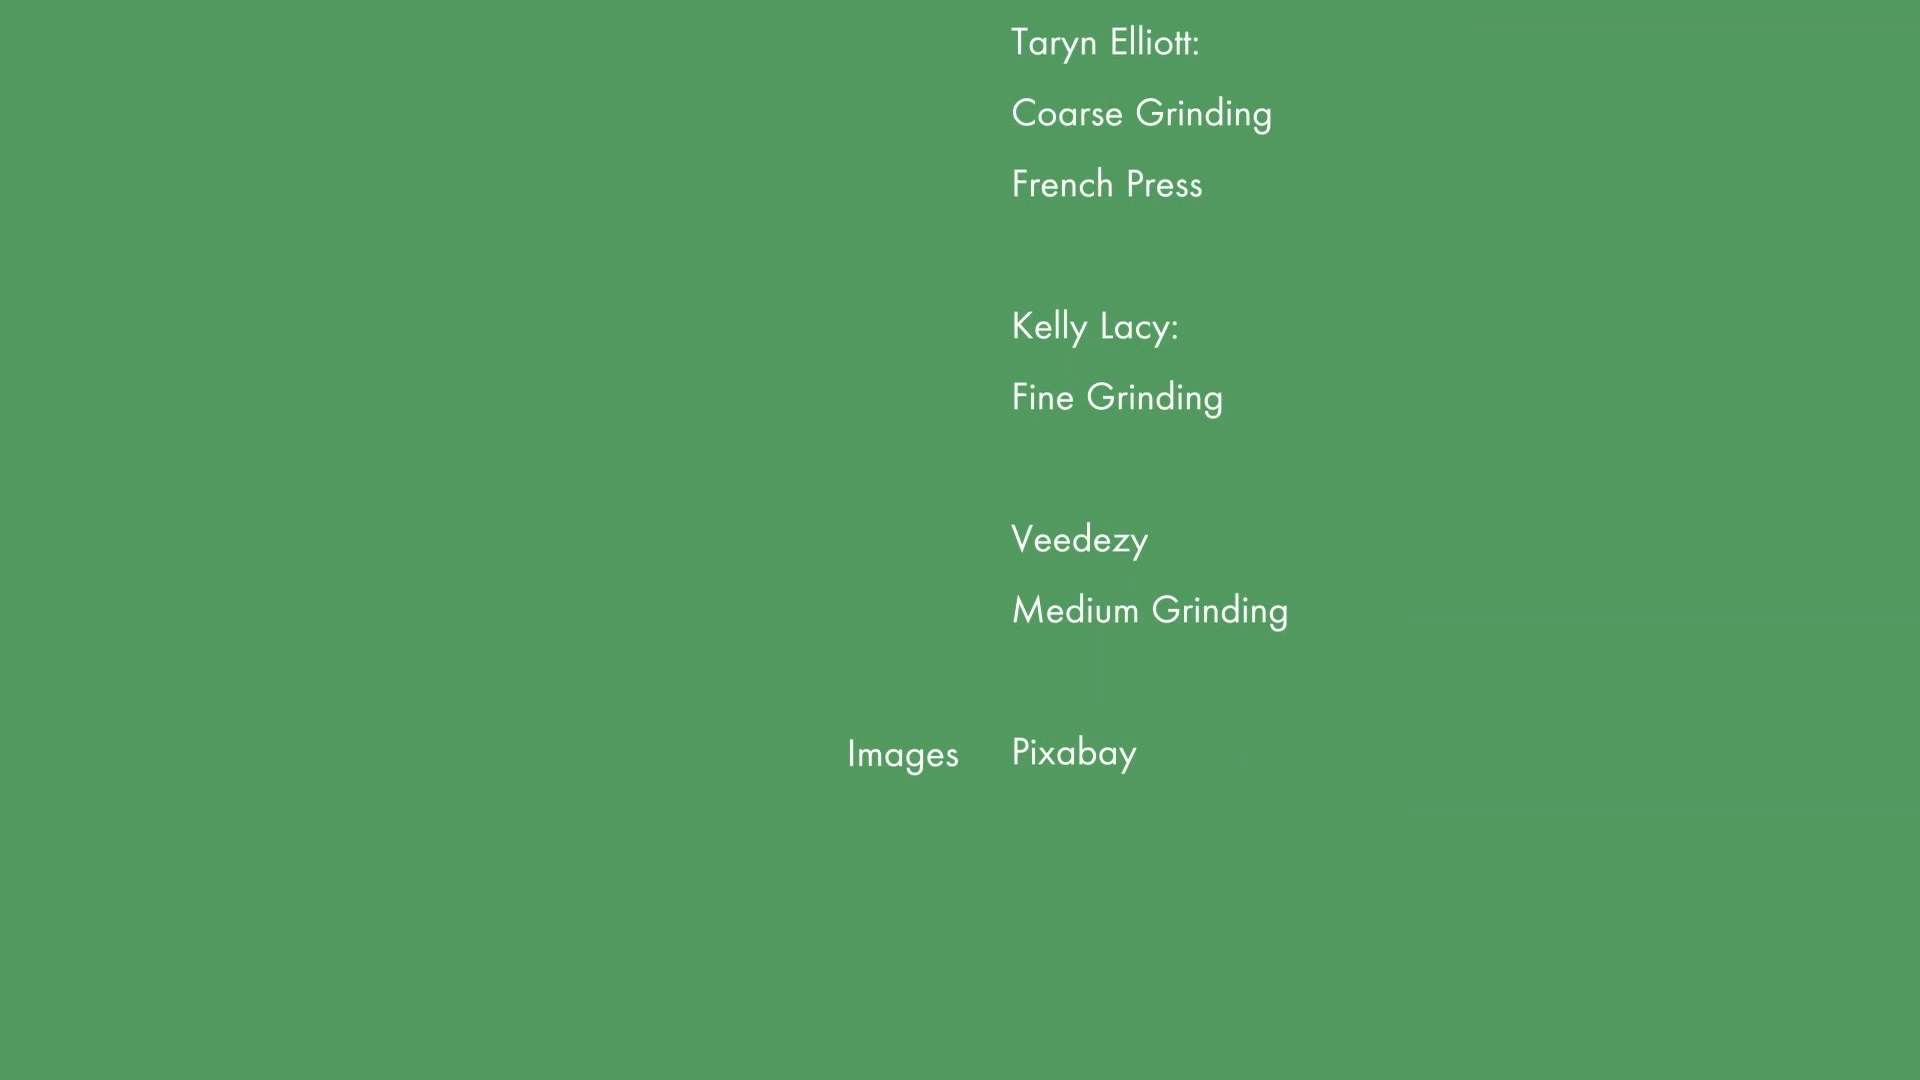 Taryn Elliott:
Coarse Grinding
French Press
Kelly Lacy:
Fine Grinding
Veedezy
Medium Grinding
Images Pixabay